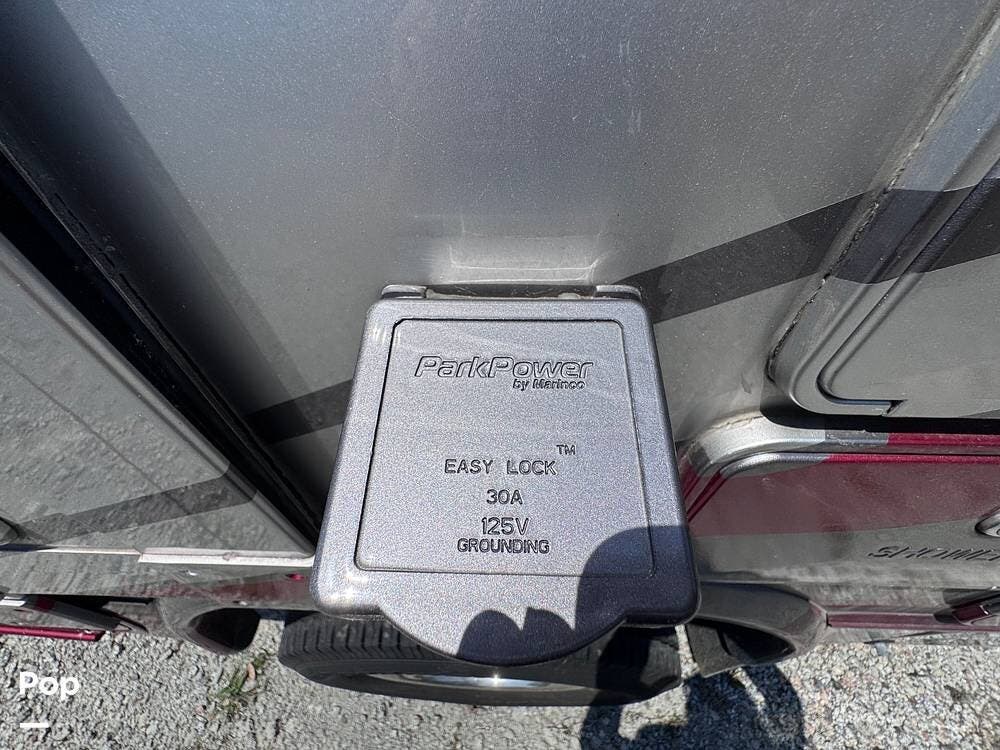 ParkPower
by Marinco
EASY LOCK™
30A
125V
GROUNDING
Pop